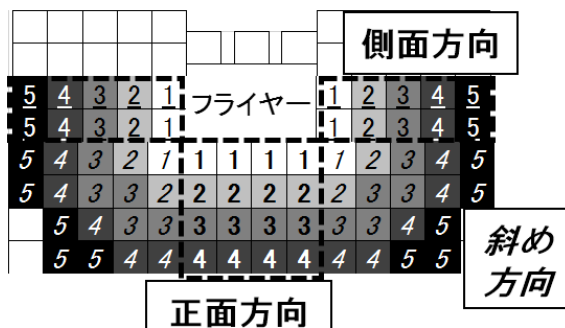 側面方向
5 4 3 2 1 フライヤー 1 2 3 4 5
5 4 3 2 1 1 2 3 4 5
5 4 3 2 1 1 1 1 1 1 2 3 4 5
5 4 3 3 2 2 2 2 2 2 3 3 4 5
5 4 3 3 3 3 3 3 3 3 4 5
5 5 4 4 4 4 4 4 4 4 5 5
斜め
方向
正面方向